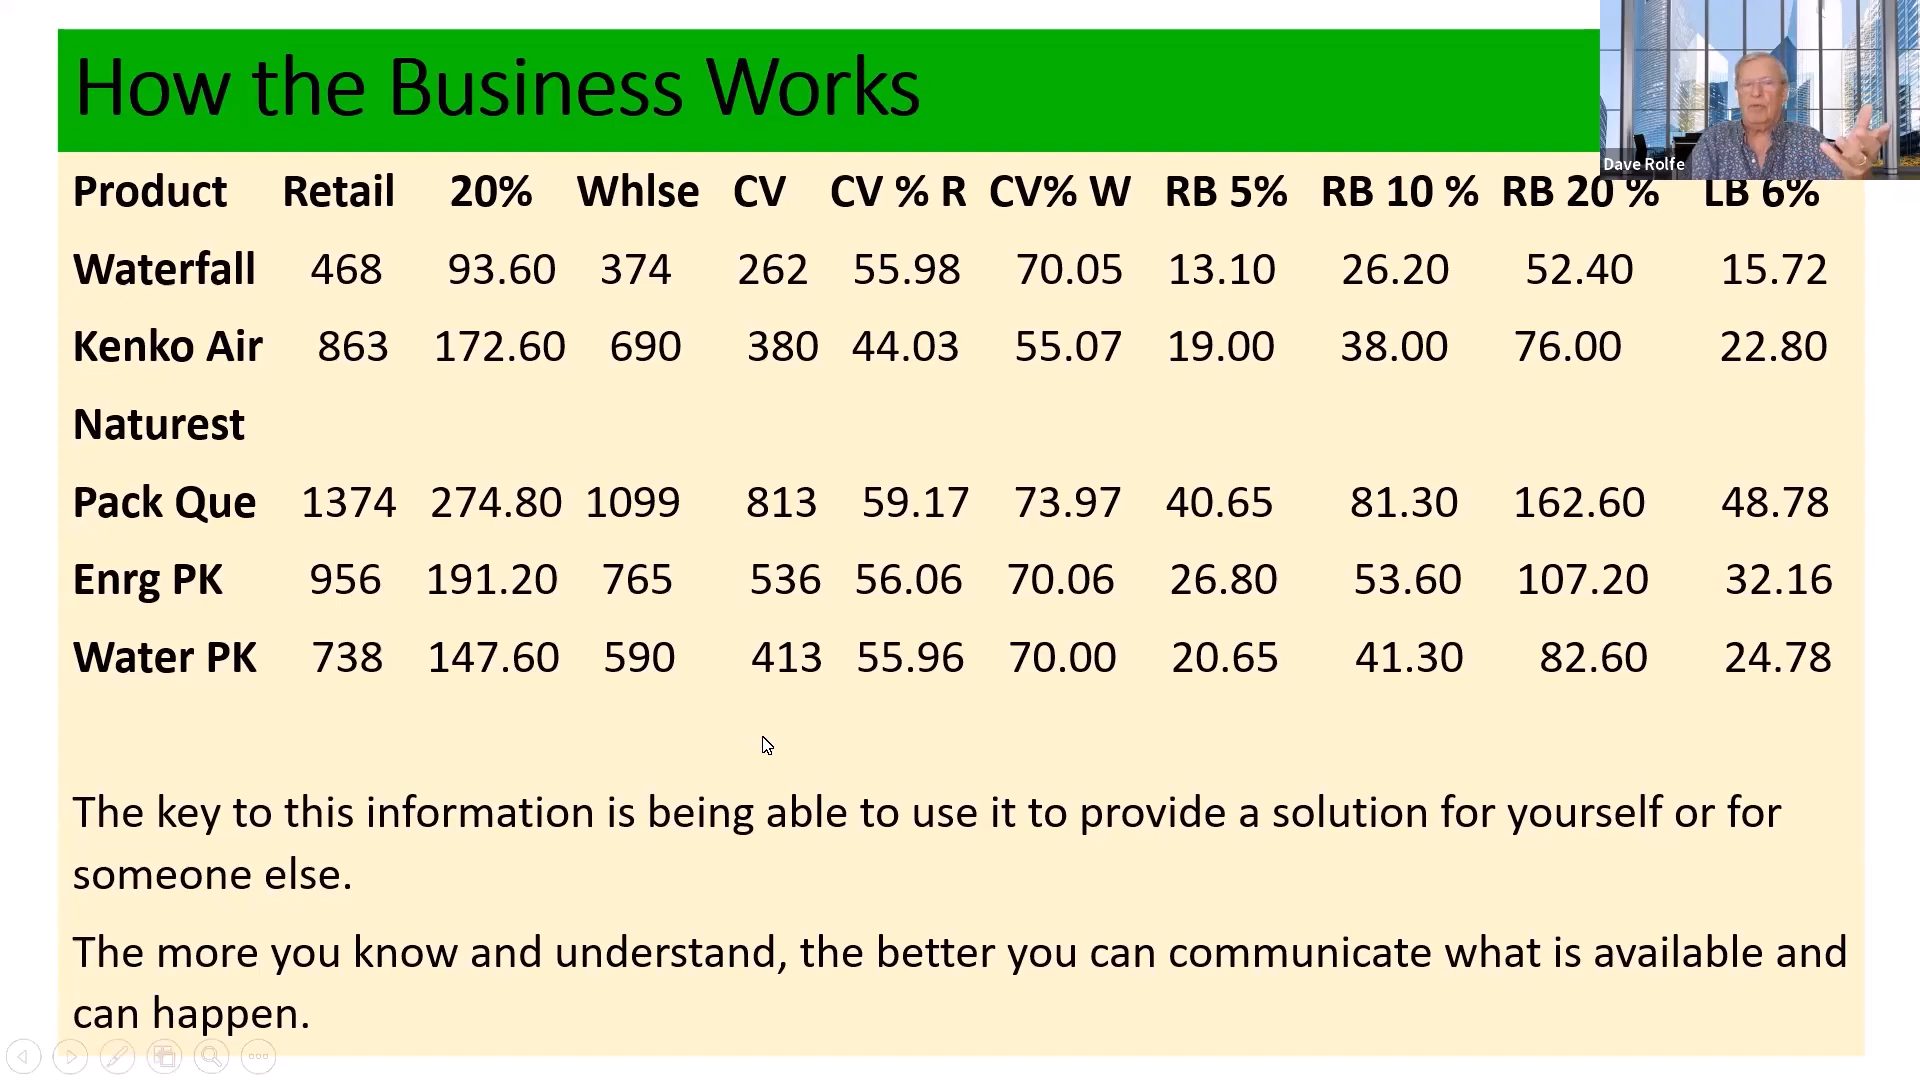 How the Business Works
Dave Rolfe
Product Retail 20% Whlse CV CV % R CV% W RB 5% RB 10 % RB 20 % LB 6%
Waterfall 468 93.60 374 262 55.98 70.05 13.10 26.20 52.40 15.72
Kenko Air 863 172.60 690 380 44.03 55.07 19.00 38.00 76.00 22.80
Naturest
Pack Que 1374 274.80 1099 813 59.17 73.97 40.65 81.30 162.60 48.78
Enrg PK 956 191.20 765 536 56.06 70.06 26.80 53.60 107.20 32.16
Water PK 738 147.60 590 413 55.96 70.00 20.65 41.30 82.60 24.78
The key to this information is being able to use it to provide a solution for yourself or for
someone else.
The more you know and understand, the better you can communicate what is available and
can happen.